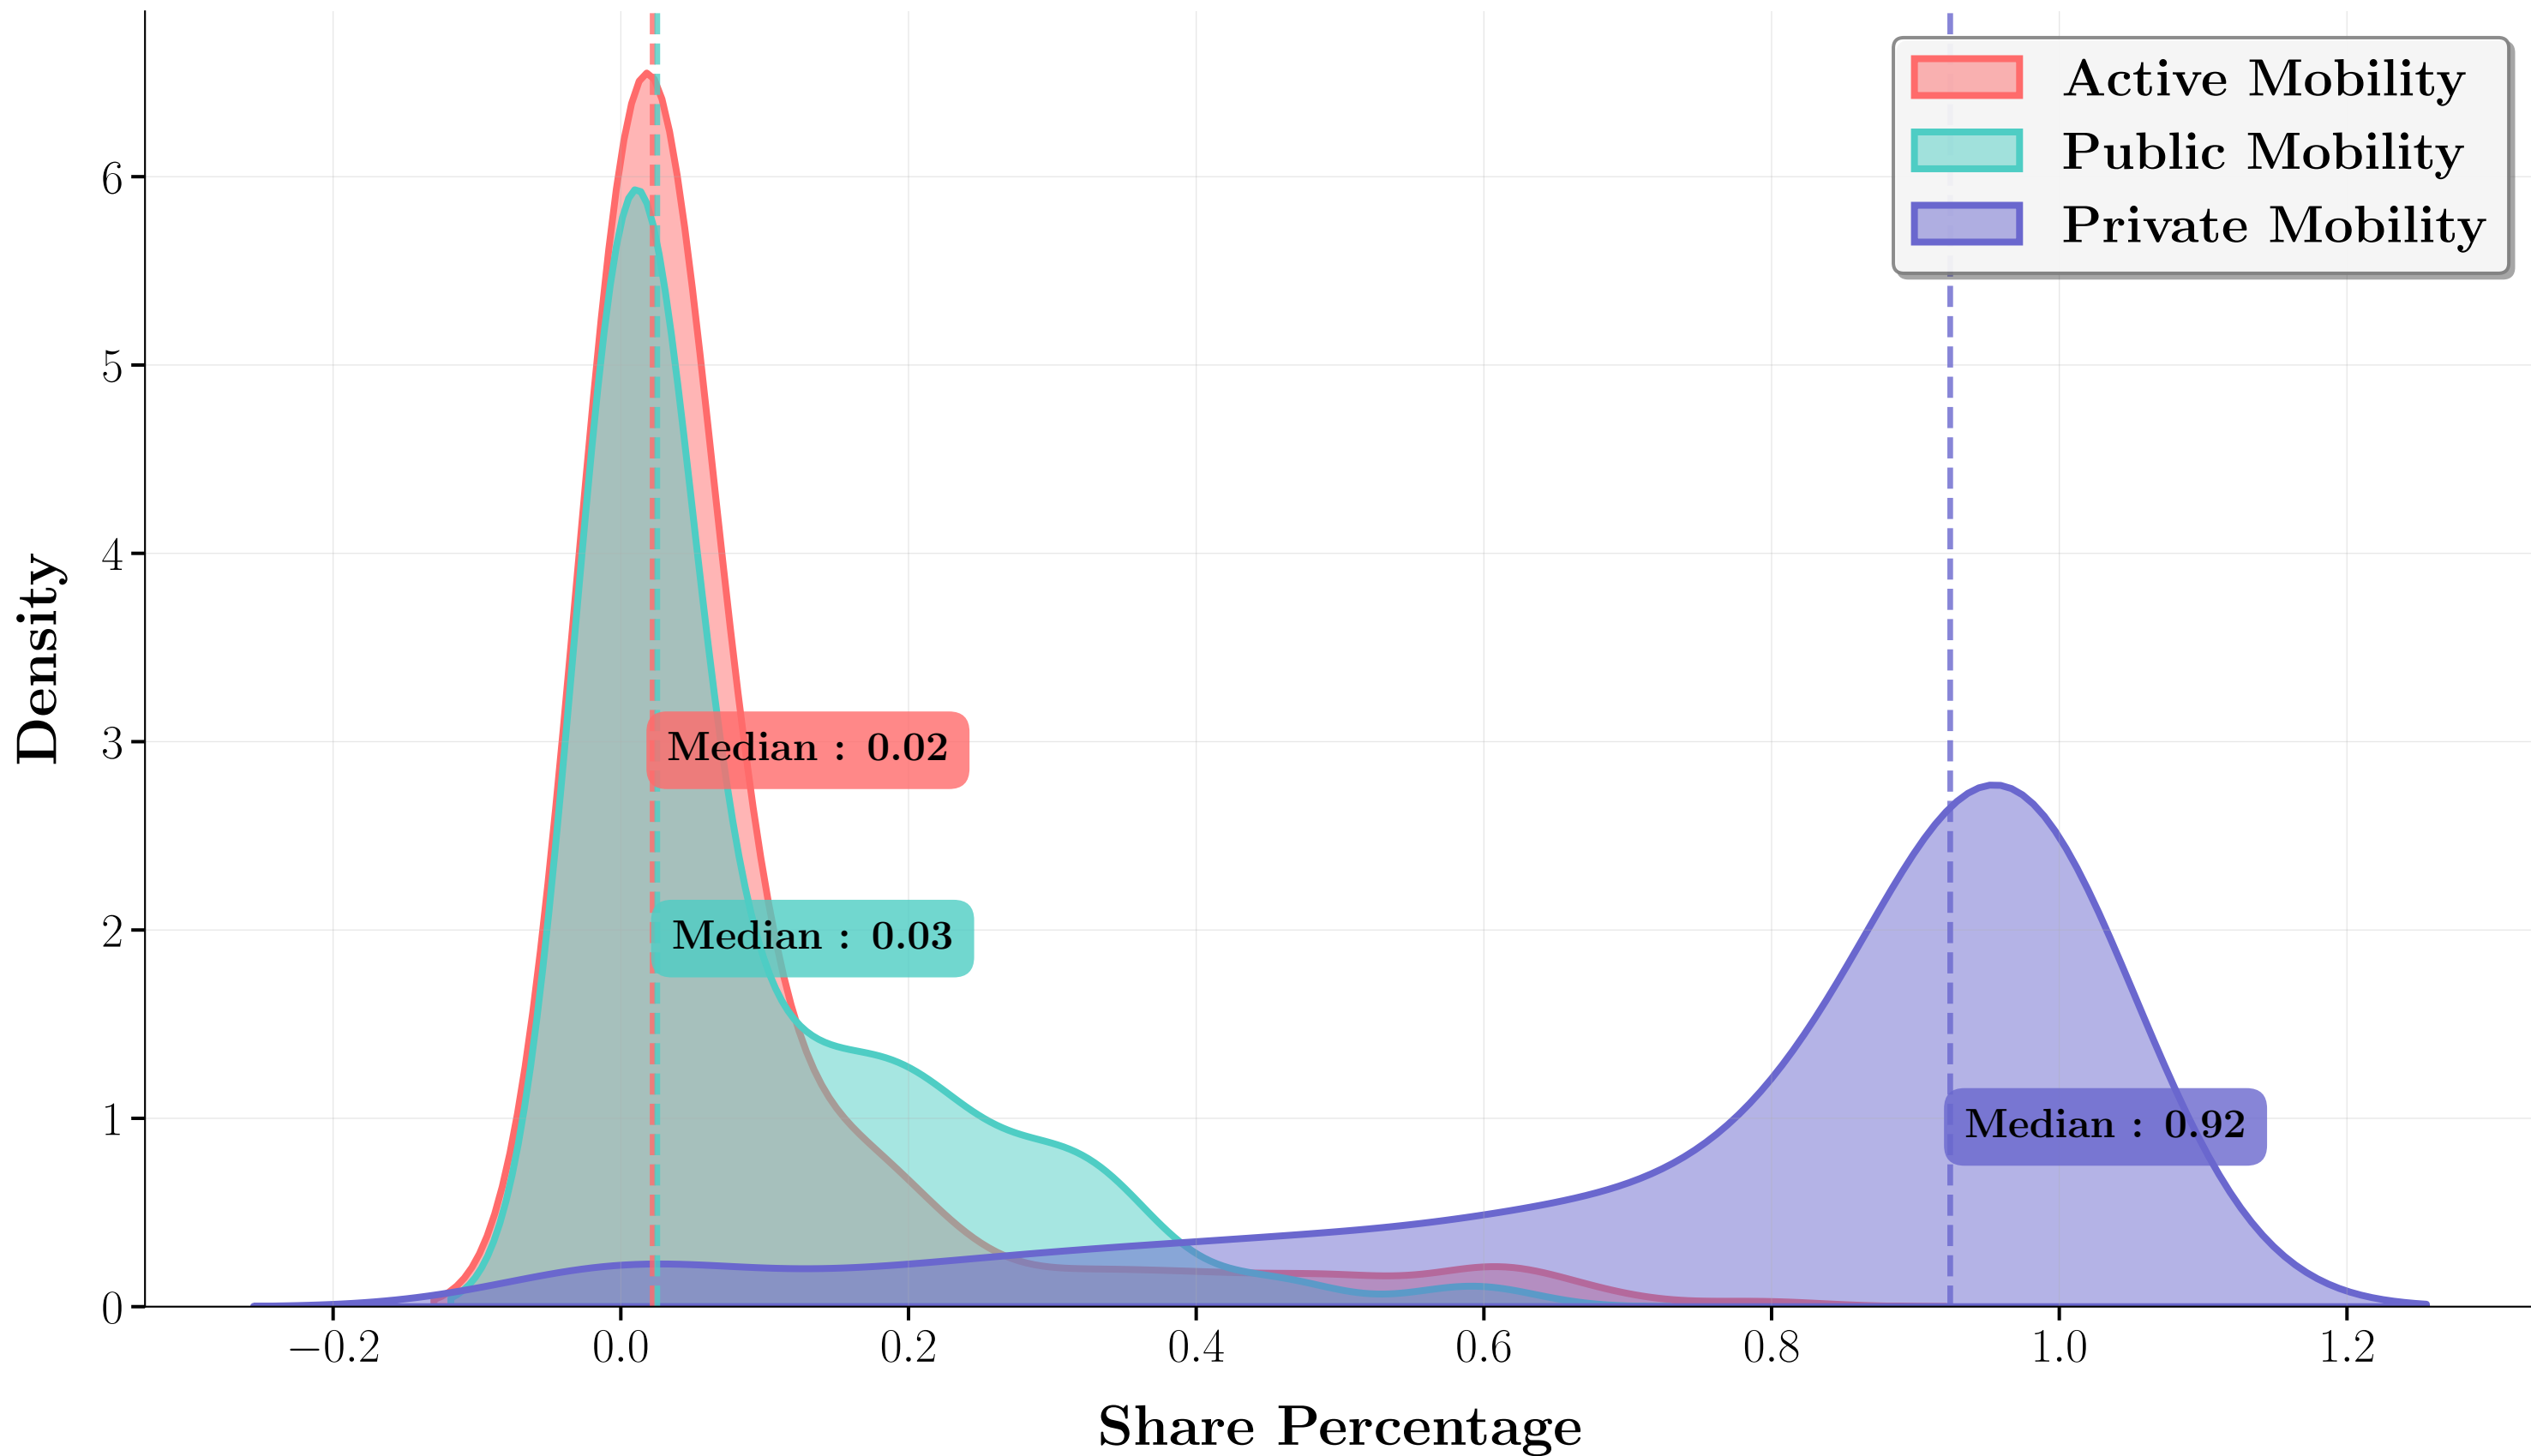 Active Mobility
Public Mobility
Private Mobility
Density
6
5
4
3
2
1
0
Median : 0.02
Median : 0.03
Median : 0.92
−0.2
0.0
0.2
0.4
0.6
0.8
1.0
1.2
Share Percentage